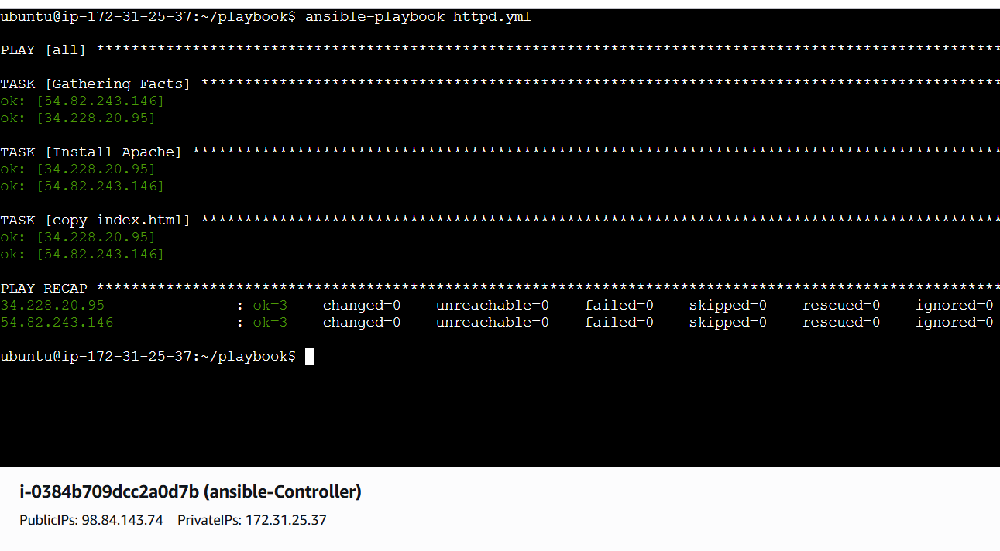 ubuntu@ip-172-31-25-37:~/playbook$ ansible-playbook httpd.yml
PLAY [all] ********************************************************************************************************
TASK [Gathering Facts] ********************************************************************************************
ok: [54.82.243.146]
ok: [34.228.20.95]
TASK [Install Apache] *********************************************************************************************
ok: [34.228.20.95]
ok: [54.82.243.146]
TASK [copy index.html] ********************************************************************************************
ok: [34.228.20.95]
ok: [54.82.243.146]
PLAY RECAP ********************************************************************************************************
34.228.20.95 : ok=3 changed=0 unreachable=0 failed=0 skipped=0 rescued=0 ignored=0
54.82.243.146 : ok=3 changed=0 unreachable=0 failed=0 skipped=0 rescued=0 ignored=0
ubuntu@ip-172-31-25-37:~/playbook$
i-0384b709dcc2a0d7b (ansible-Controller)
PublicIPs: 98.84.143.74 PrivateIPs: 172.31.25.37